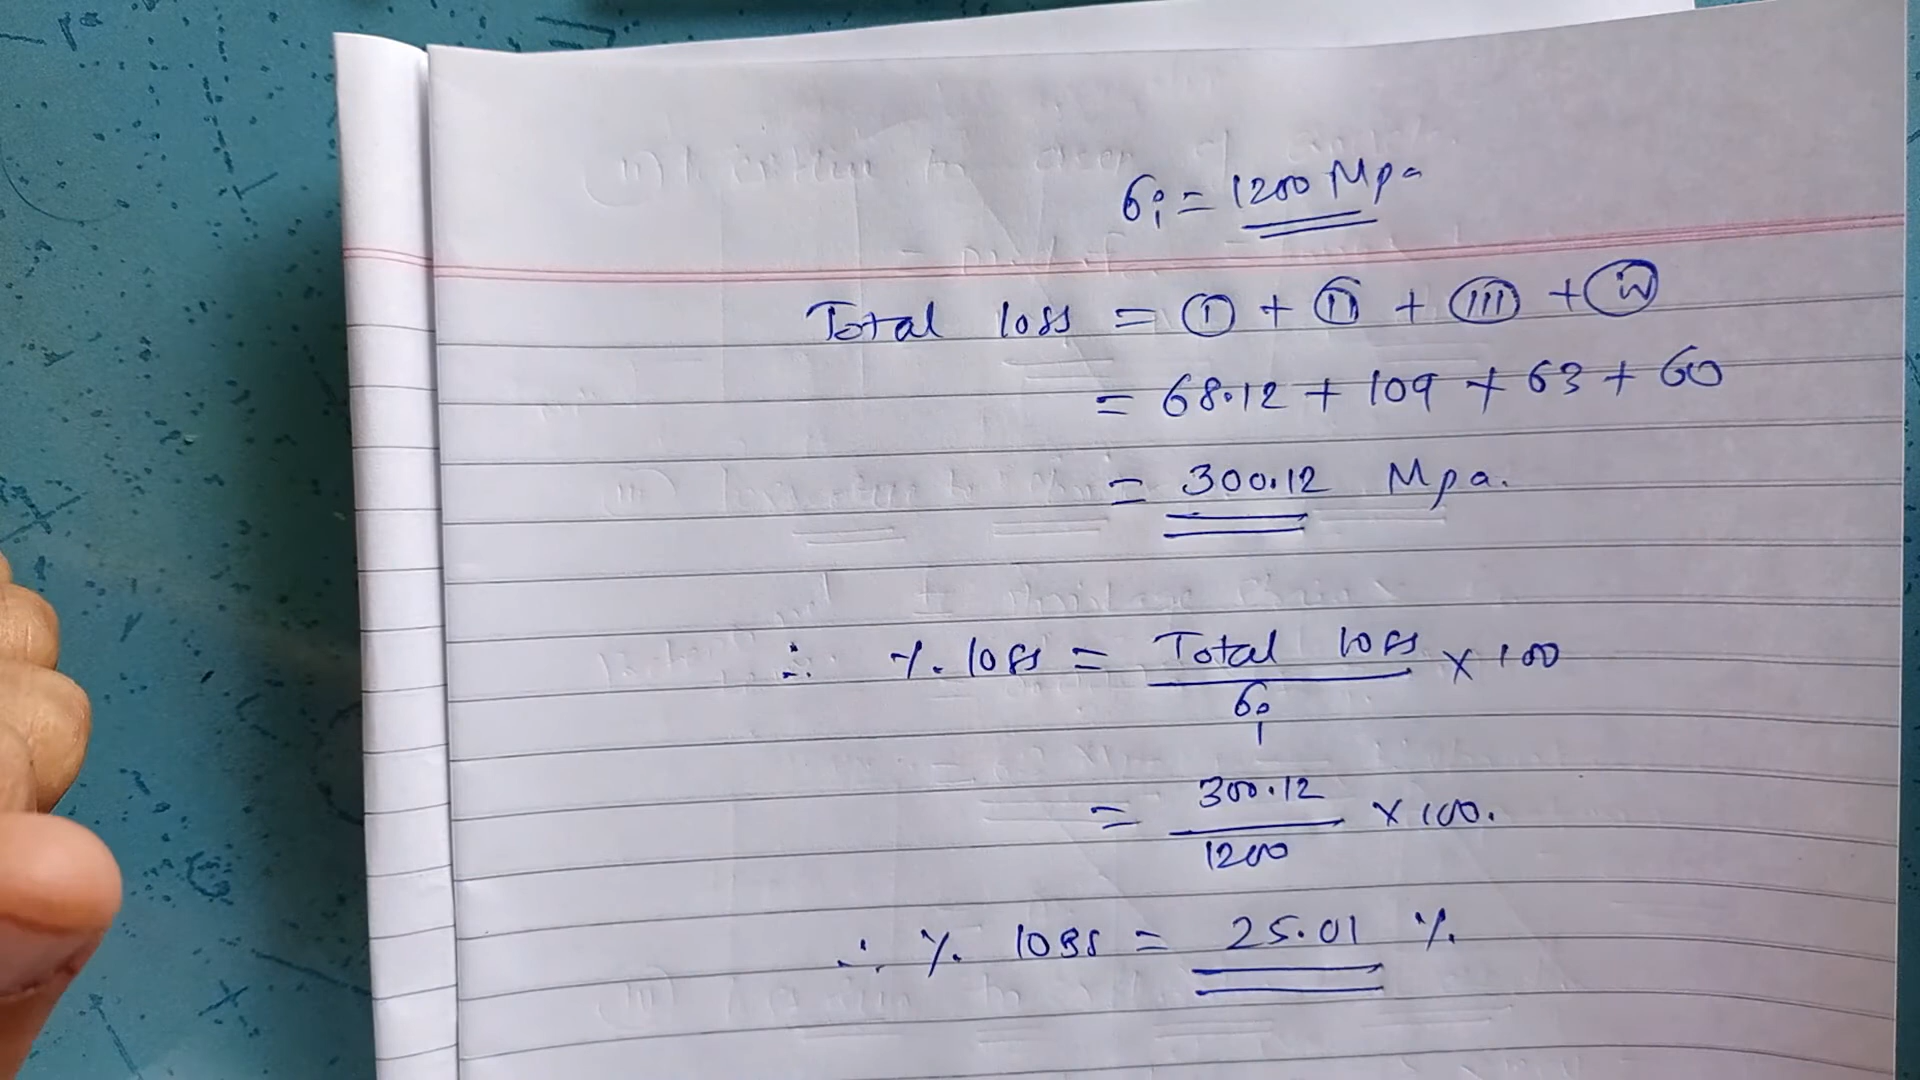 σi = 1200 Mpa
Total loss = (I) + (II) + (III) + (iv)
= 68.12 + 109 + 63 + 60
= 300.12 Mpa.
∴ % loss = Total loss / σi × 100
= 300.12 / 1200 × 100.
∴ % loss = 25.01 %